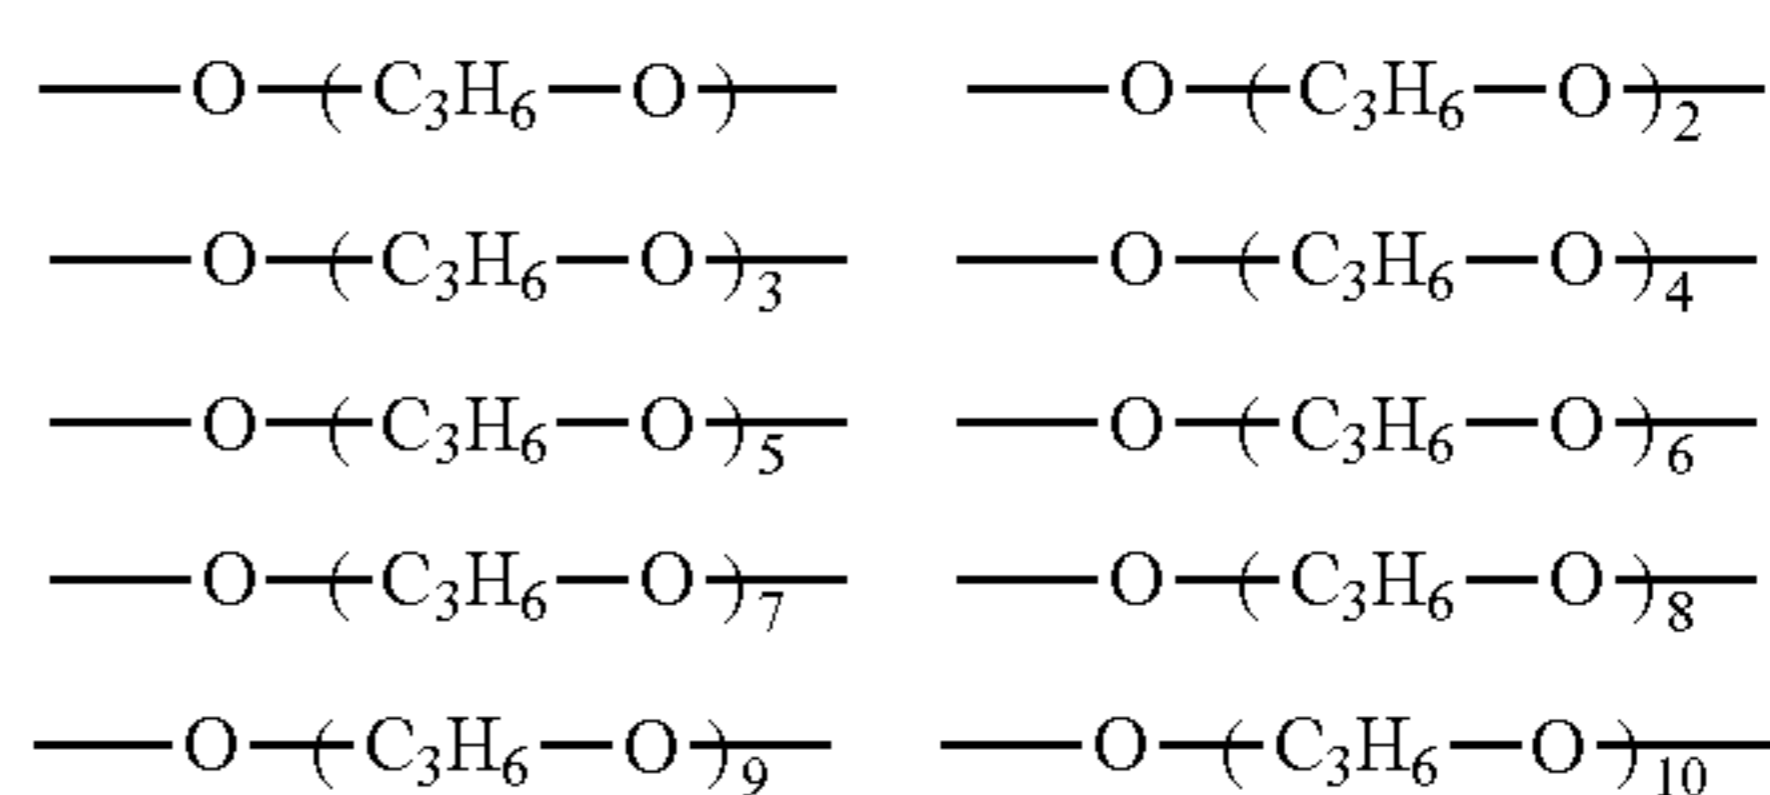 —O—(C₃H₆—O)— —O—(C₃H₆—O)₂—
—O—(C₃H₆—O)₃— —O—(C₃H₆—O)₄—
—O—(C₃H₆—O)₅— —O—(C₃H₆—O)₆—
—O—(C₃H₆—O)₇— —O—(C₃H₆—O)₈—
—O—(C₃H₆—O)₉— —O—(C₃H₆—O)₁₀—